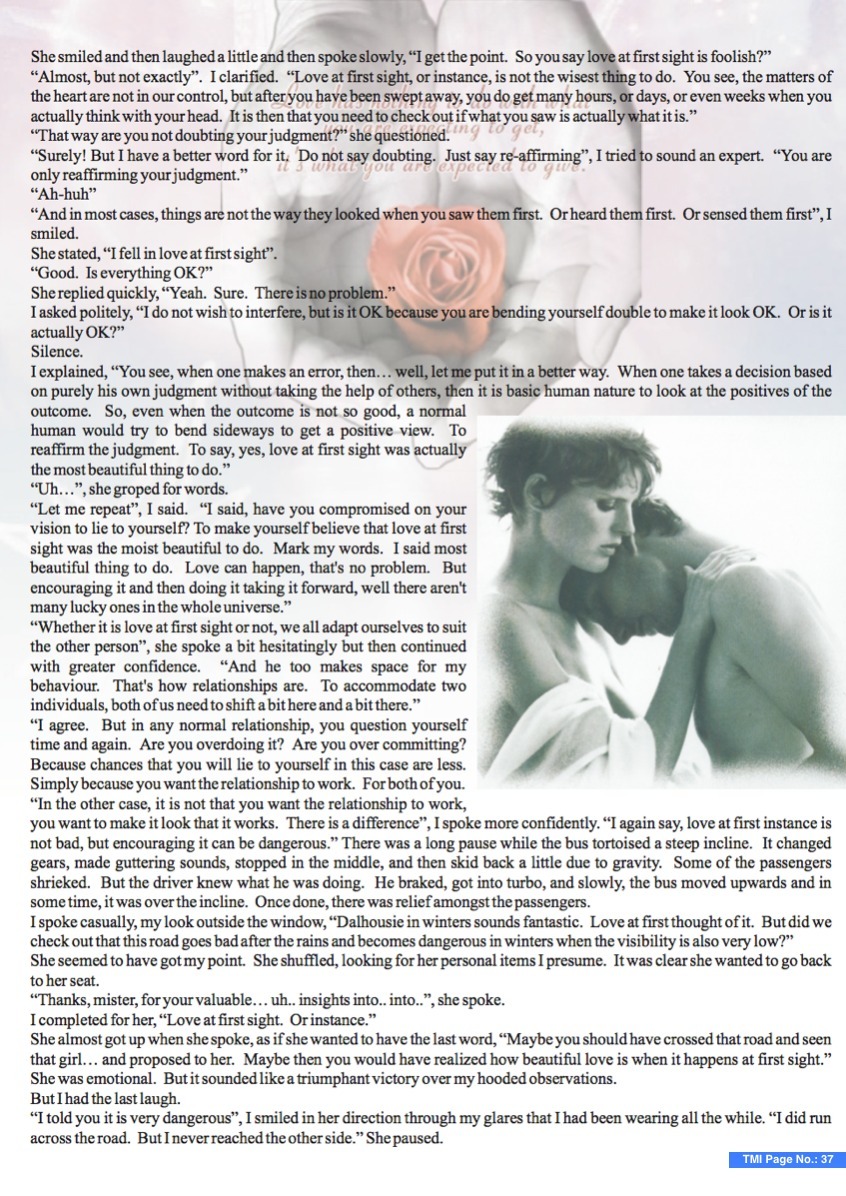 She smiled and then laughed a little and then spoke slowly, “I get the point.  So you say love at first sight is foolish?”
“Almost, but not exactly”.  I clarified.  “Love at first sight, or instance, is not the wisest thing to do.  You see, the matters of
the heart are not in our control, but after you have been swept away, you do get many hours, or days, or even weeks when you
Love has nothing to do with what
actually think with your head.  It is then that you need to check out if what you saw is actually what it is.”
you are expecting to get,
“That way are you not doubting your judgment?” she questioned.
“Surely! But I have a better word for it.  Do not say doubting.  Just say re-affirming”, I tried to sound an expert.  “You are
it's what you are expected to give.
only reaffirming your judgment.”
“Ah-huh”
“And in most cases, things are not the way they looked when you saw them first.  Or heard them first.  Or sensed them first”, I
smiled.
She stated, “I fell in love at first sight”.
“Good.  Is everything OK?”
She replied quickly, “Yeah.  Sure.  There is no problem.”
I asked politely, “I do not wish to interfere, but is it OK because you are bending yourself double to make it look OK.  Or is it
actually OK?”
Silence.
I explained, “You see, when one makes an error, then… well, let me put it in a better way.  When one takes a decision based
on purely his own judgment without taking the help of others, then it is basic human nature to look at the positives of the
outcome.  So, even when the outcome is not so good, a normal
human would try to bend sideways to get a positive view.  To
reaffirm the judgment.  To say, yes, love at first sight was actually
the most beautiful thing to do.”
“Uh…”, she groped for words.
“Let me repeat”, I said.  “I said, have you compromised on your
vision to lie to yourself? To make yourself believe that love at first
sight was the moist beautiful to do.  Mark my words.  I said most
beautiful thing to do.  Love can happen, that's no problem.  But
encouraging it and then doing it taking it forward, well there aren't
many lucky ones in the whole universe.”
“Whether it is love at first sight or not, we all adapt ourselves to suit
the other person”, she spoke a bit hesitatingly but then continued
with greater confidence.  “And he too makes space for my
behaviour.  That's how relationships are.  To accommodate two
individuals, both of us need to shift a bit here and a bit there.”
“I agree.  But in any normal relationship, you question yourself
time and again.  Are you overdoing it?  Are you over committing?
Because chances that you will lie to yourself in this case are less.
Simply because you want the relationship to work.  For both of you.
“In the other case, it is not that you want the relationship to work,
you want to make it look that it works.  There is a difference”, I spoke more confidently. “I again say, love at first instance is
not bad, but encouraging it can be dangerous.” There was a long pause while the bus tortoised a steep incline.  It changed
gears, made guttering sounds, stopped in the middle, and then skid back a little due to gravity.  Some of the passengers
shrieked.  But the driver knew what he was doing.  He braked, got into turbo, and slowly, the bus moved upwards and in
some time, it was over the incline.  Once done, there was relief amongst the passengers.
I spoke casually, my look outside the window, “Dalhousie in winters sounds fantastic.  Love at first thought of it.  But did we
check out that this road goes bad after the rains and becomes dangerous in winters when the visibility is also very low?”
She seemed to have got my point.  She shuffled, looking for her personal items I presume.  It was clear she wanted to go back
to her seat.
“Thanks, mister, for your valuable… uh.. insights into.. into..”, she spoke.
I completed for her, “Love at first sight.  Or instance.”
She almost got up when she spoke, as if she wanted to have the last word, “Maybe you should have crossed that road and seen
that girl… and proposed to her.  Maybe then you would have realized how beautiful love is when it happens at first sight.”
She was emotional.  But it sounded like a triumphant victory over my hooded observations.
But I had the last laugh.
“I told you it is very dangerous”, I smiled in her direction through my glares that I had been wearing all the while. “I did run
across the road.  But I never reached the other side.” She paused.
TMI Page No.: 37